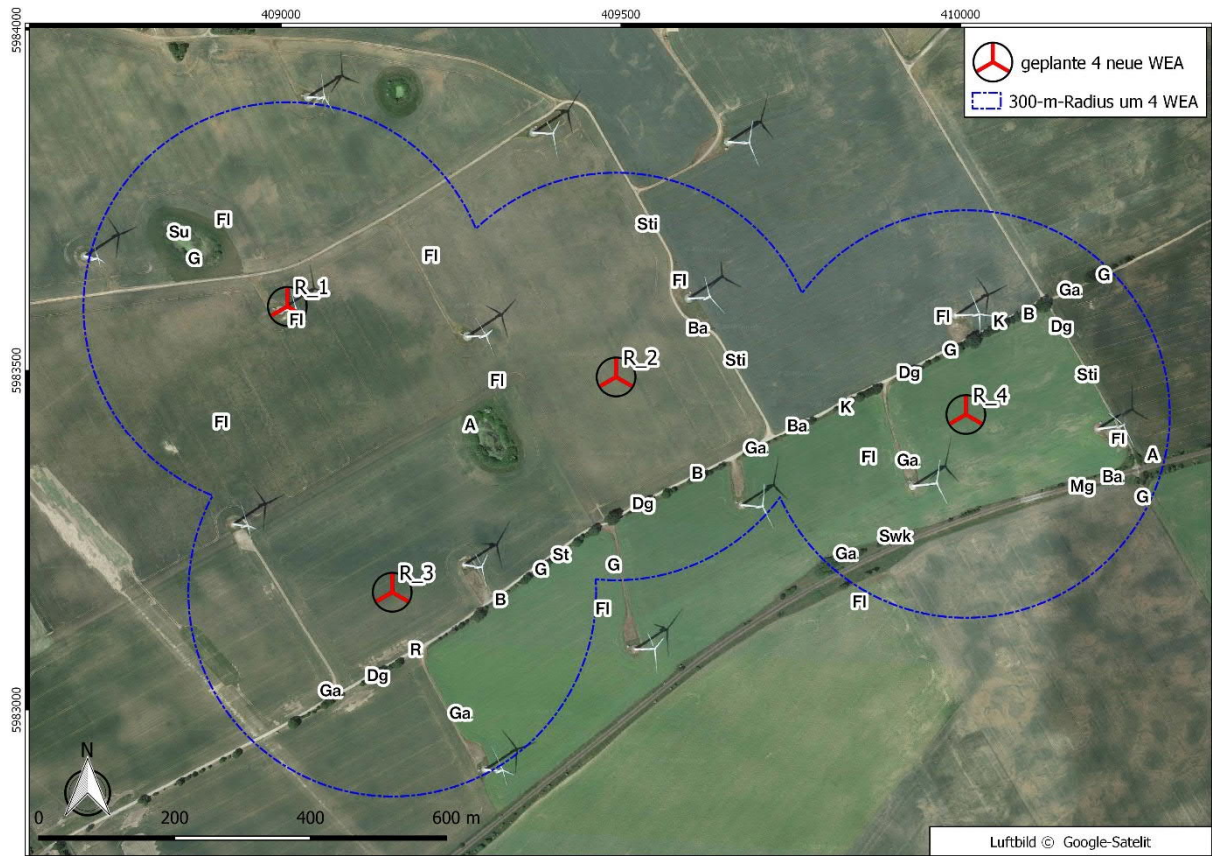 409000
409500
410000
5984000
5983500
5983000
geplante 4 neue WEA
300-m-Radius um 4 WEA
Sti
Su
Fl
G
Fl
Fl
R_1
Fl
Ba
Sti
Fl
R_2
Fl
A
Fl
K
B
Ga
G
Dg
G
Dg
Sti
K
R_4
Ba
Ga
Fl
Ga
Fl
A
Ba
G
Mg
B
Dg
Swk
Ga
St
G
G
Fl
Fl
R_3
B
R
Dg
Ga
Ga
N
0
200
400
600 m
Luftbild © Google-Satelit